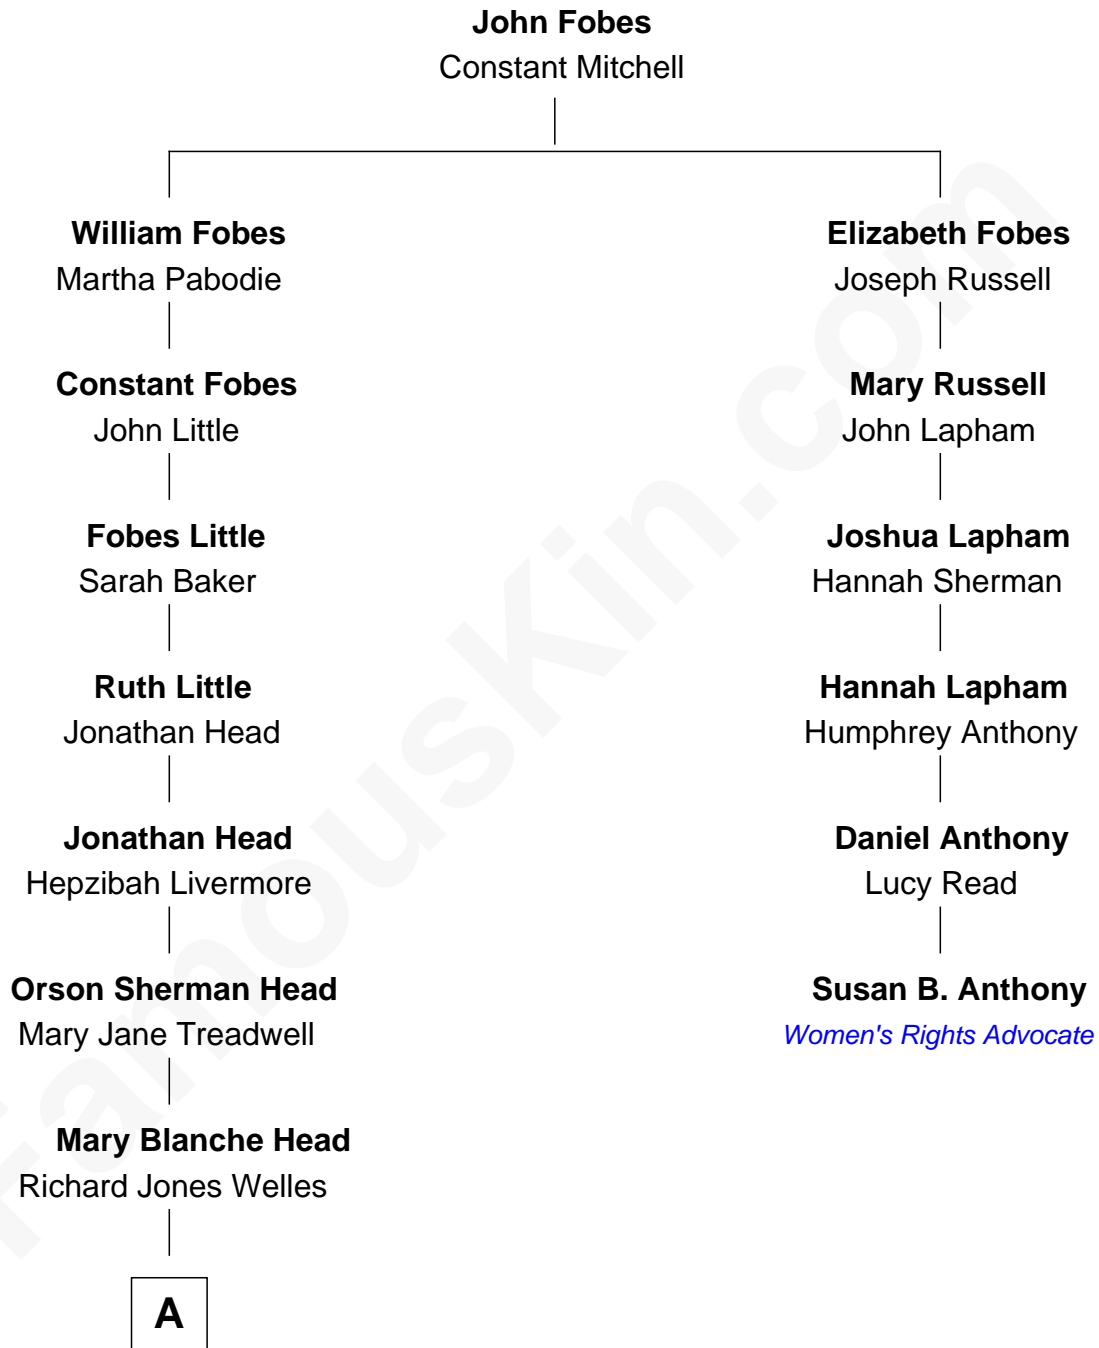 John Fobes
Constant Mitchell
William Fobes
Martha Pabodie
Elizabeth Fobes
Joseph Russell
Constant Fobes
John Little
Mary Russell
John Lapham
Fobes Little
Sarah Baker
Joshua Lapham
Hannah Sherman
Ruth Little
Jonathan Head
Hannah Lapham
Humphrey Anthony
Jonathan Head
Hepzibah Livermore
Daniel Anthony
Lucy Read
Orson Sherman Head
Mary Jane Treadwell
Susan B. Anthony
Women's Rights Advocate
Mary Blanche Head
Richard Jones Welles
A
FamousKin.com